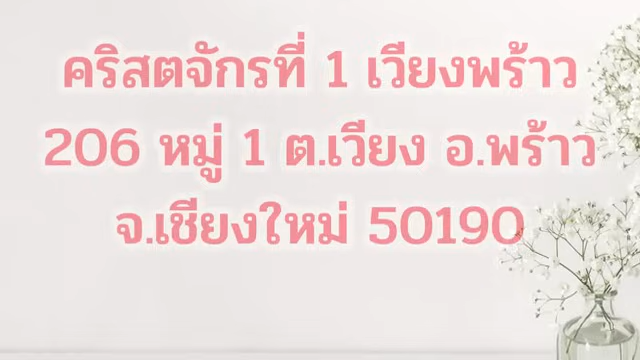 คริสตจักรที่ 1 เวียงพร้าว
206 หมู่ 1 ต.เวียง อ.พร้าว
จ.เชียงใหม่ 50190